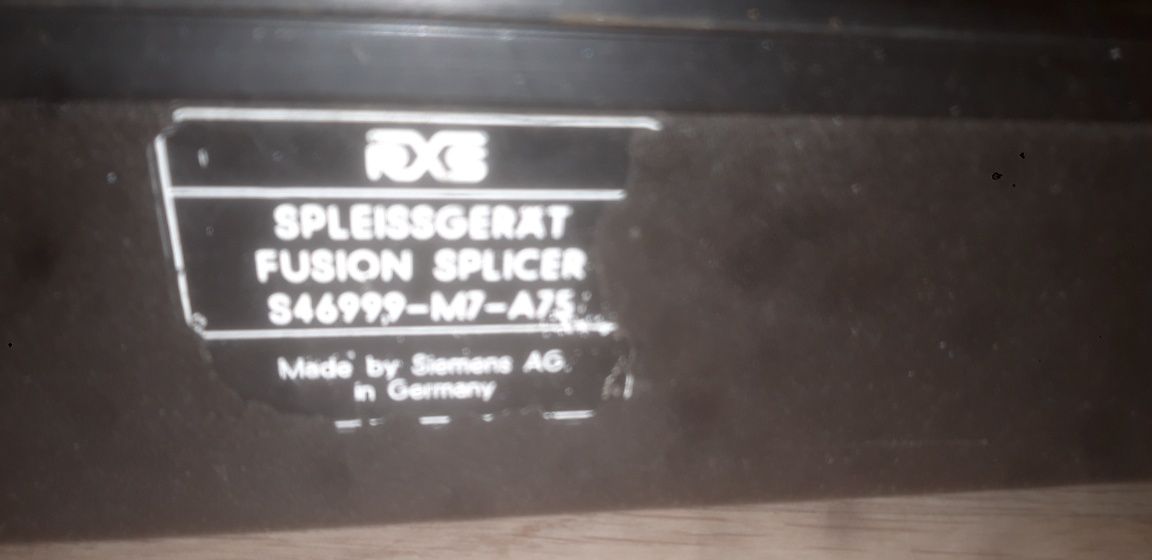 RXS
SPLEISSGERÄT
FUSION SPLICER
S46999-M7-A75
Made by Siemens AG.
in Germany